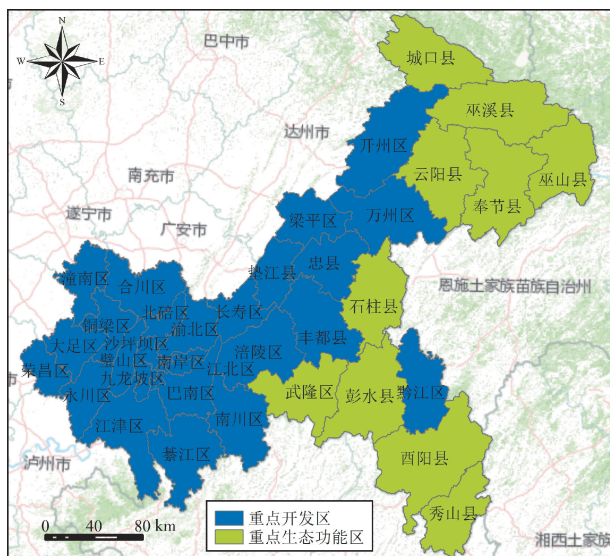 巴中市
城口县
N
W
E
S
巫溪县
达州市
开州区
云阳县
巫山县
南充市
奉节县
万州区
遂宁市
梁平区
广安市
垫江县
忠县
恩施土家族苗族自治州
潼南区
合川区
石柱县
北碚区
长寿区
铜梁区
渝北区
丰都县
大足区
沙坪坝区
涪陵区
璧山区
南岸区
江北区
荣昌区
九龙坡区
黔江区
永川区
巴南区
武隆区
彭水县
南川区
江津区
綦江区
酉阳县
泸州市
秀山县
重点开发区
重点生态功能区
0 40 80 km
湘西土家族